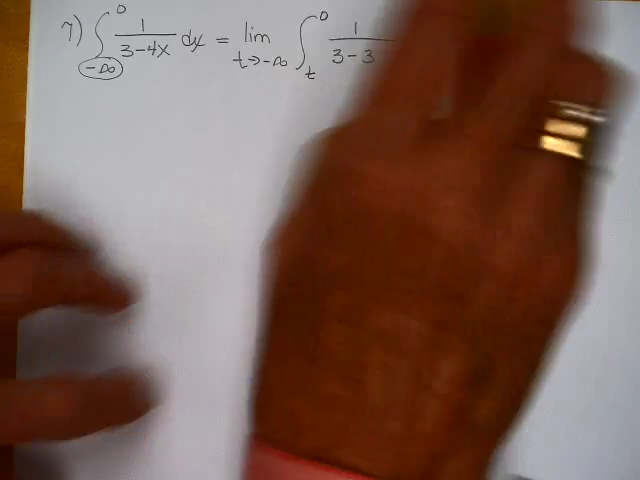 7) ∫_{-∞}^{0} 1/(3-4x) dx = lim_{t→-∞} ∫_{t}^{0} 1/(3-3